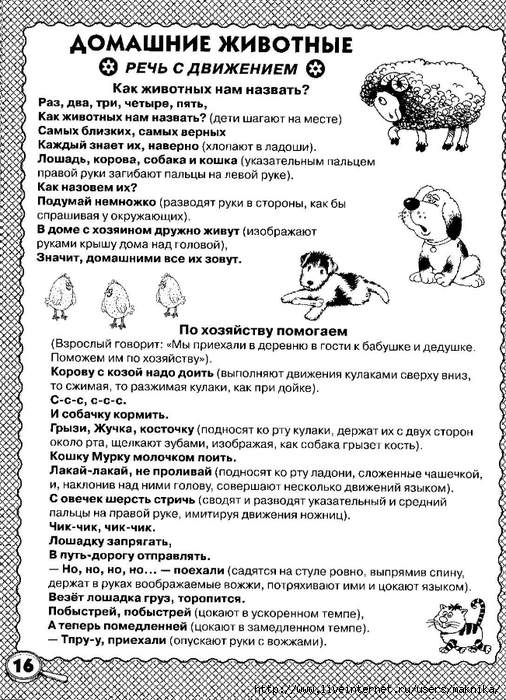 ДОМАШНИЕ ЖИВОТНЫЕ
РЕЧЬ С ДВИЖЕНИЕМ
Как животных нам назвать?
Раз, два, три, четыре, пять,
Как животных нам назвать? (дети шагают на месте)
Самых близких, самых верных
Каждый знает их, наверно (хлопают в ладоши).
Лошадь, корова, собака и кошка (указательным пальцем
правой руки загибают пальцы на левой руке).
Как назовем их?
Подумай немножко (разводят руки в стороны, как бы
спрашивая у окружающих).
В доме с хозяином дружно живут (изображают
руками крышу дома над головой),
Значит, домашними все их зовут.
По хозяйству помогаем
(Взрослый говорит: «Мы приехали в деревню в гости к бабушке и дедушке.
Поможем им по хозяйству»).
Корову с козой надо доить (выполняют движения кулаками сверху вниз,
то сжимая, то разжимая кулаки, как при дойке).
С-с-с, с-с-с.
И собачку кормить.
Грызи, Жучка, косточку (подносят ко рту кулаки, держат их с двух сторон
около рта, щелкают зубами, изображая, как собака грызет кость).
Кошку Мурку молочком поить.
Лакай-лакай, не проливай (подносят ко рту ладони, сложенные чашечкой,
и, наклонив над ними голову, совершают несколько движений языком).
С овечек шерсть стричь (сводят и разводят указательный и средний
пальцы на правой руке, имитируя движения ножниц).
Чик-чик, чик-чик.
Лошадку запрягать,
В путь-дорогу отправлять.
— Но, но, но, но... — поехали (садятся на стуле ровно, выпрямив спину,
держат в руках воображаемые вожжи, потряхивают ими и цокают языком).
Везёт лошадка груз, торопится.
Побыстрей, побыстрей (цокают в ускоренном темпе),
А теперь помедленней (цокают в замедленном темпе).
— Тпру-у, приехали (опускают руки с вожжами).
16
http://www.liveinternet.ru/users/maknika/